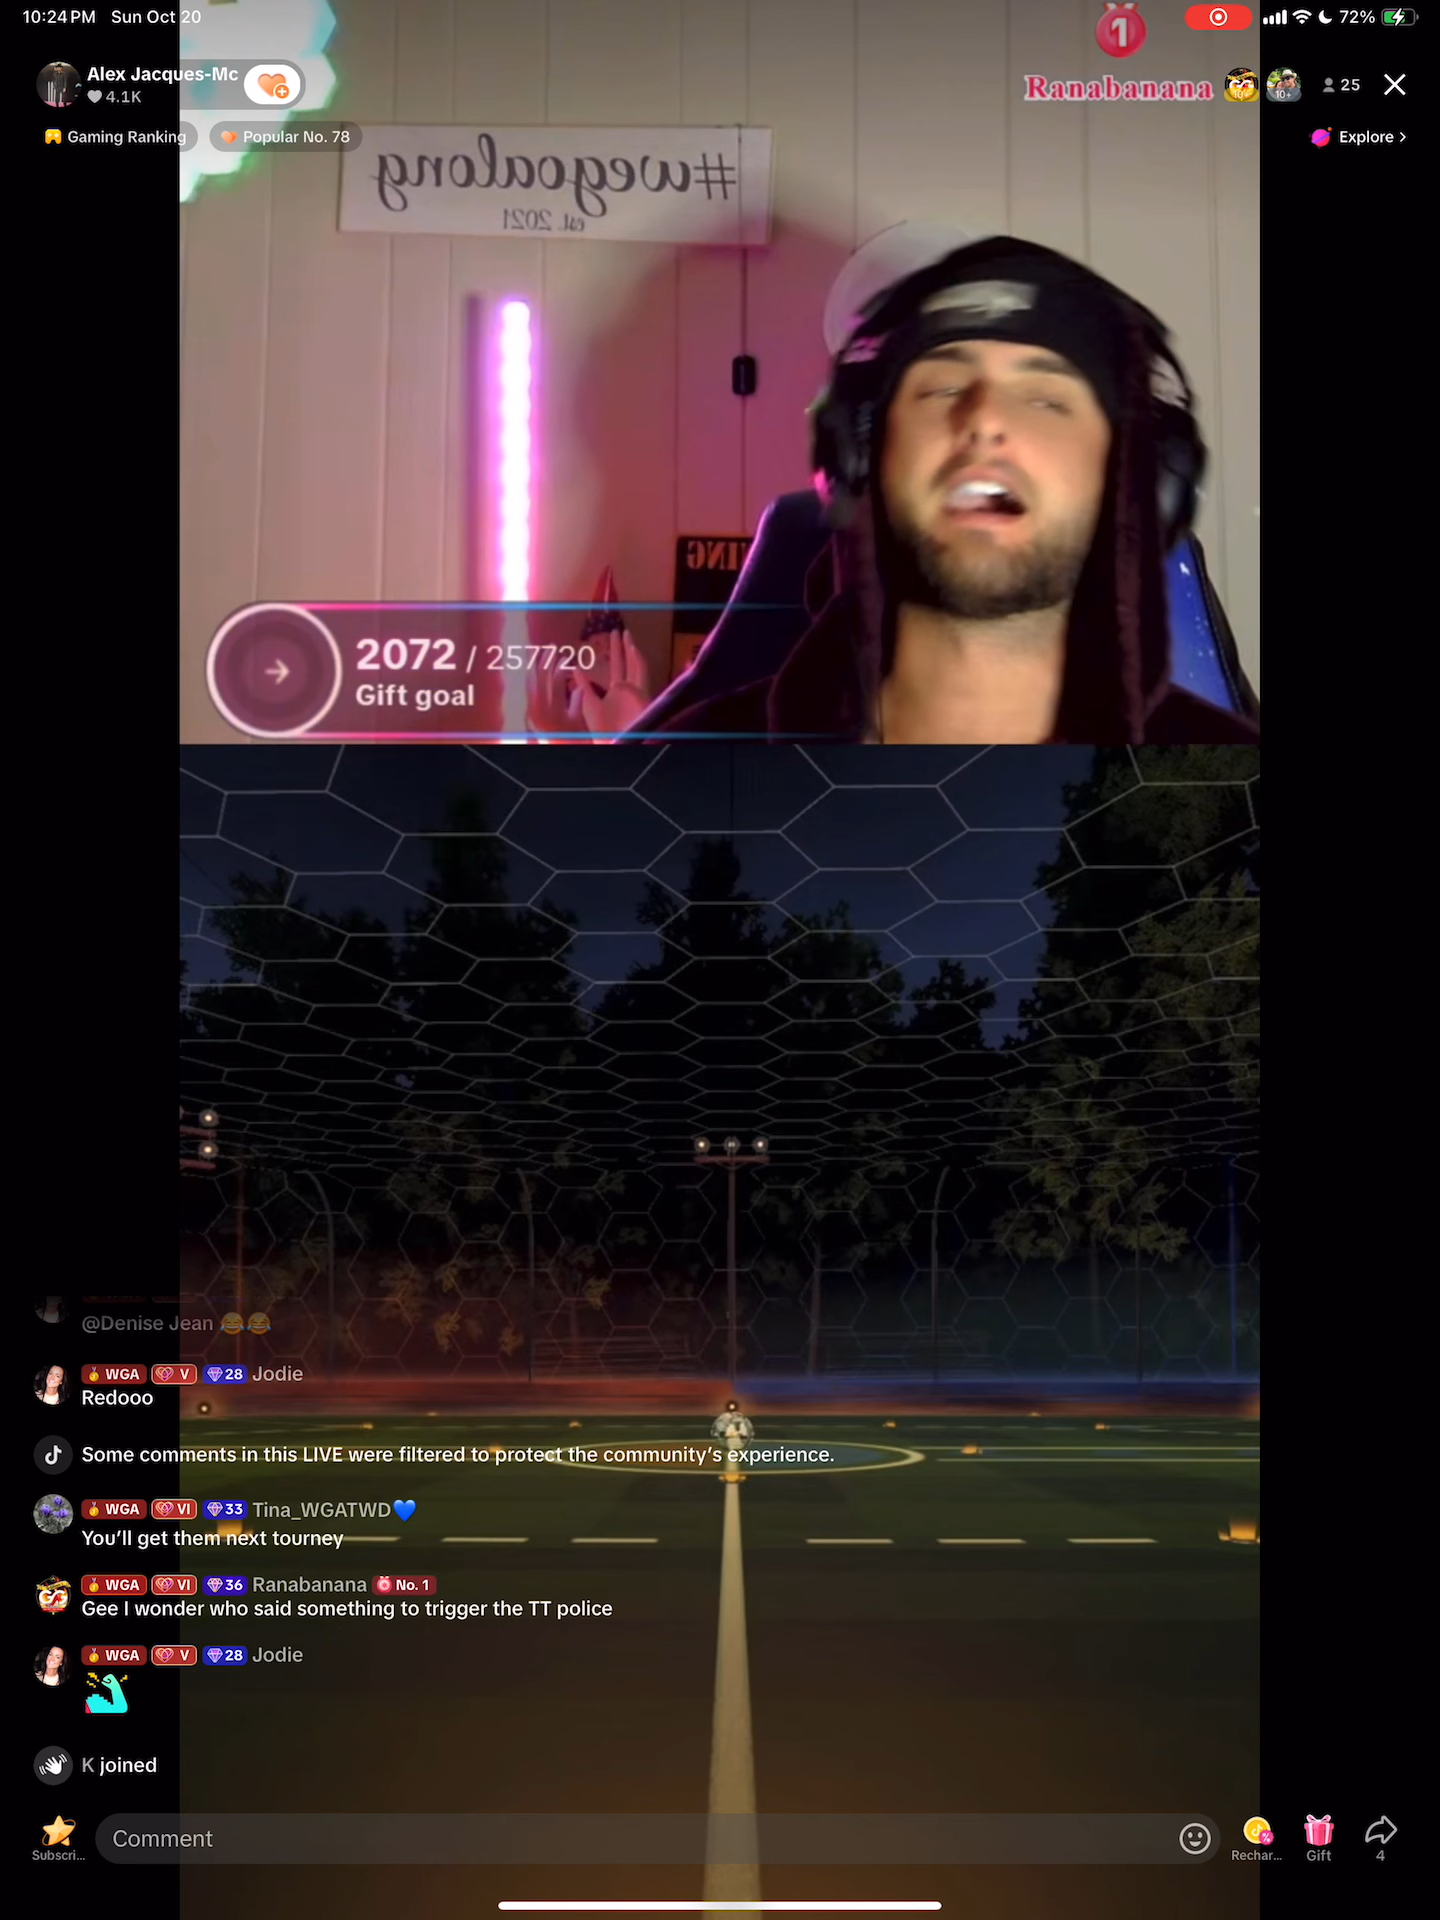 10:24 PM Sun Oct 20
72%
1
Alex Jacques-Mc
4.1K
Ranabanana
10+
10+
25
Gaming Ranking
Popular No. 78
Explore >
#wegoalong
est. 2021
2072 / 257720
Gift goal
@Denise Jean 😂😂
WGA V 28 Jodie
Redooo
Some comments in this LIVE were filtered to protect the community’s experience.
WGA VI 33 Tina_WGATWD💙
You’ll get them next tourney
WGA VI 36 Ranabanana No. 1
Gee I wonder who said something to trigger the TT police
WGA V 28 Jodie
K joined
Comment
Subscri...
Rechar...
Gift
4